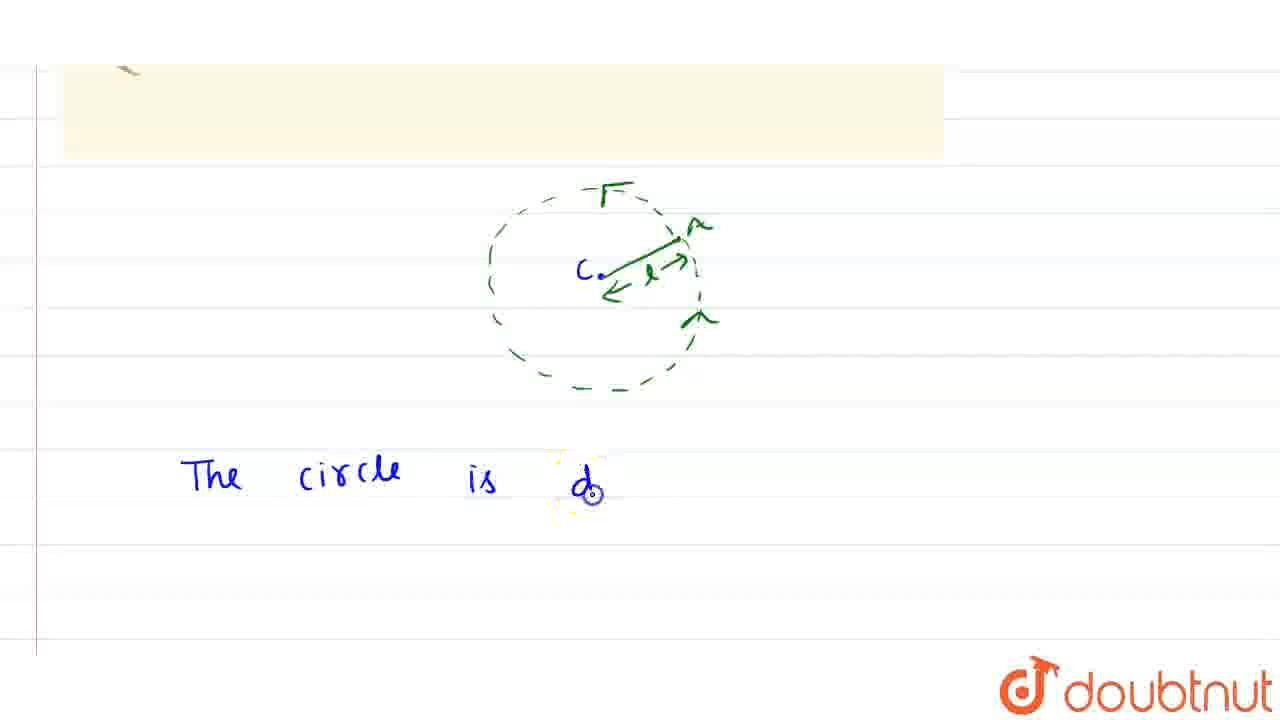 C
l
The circle is d
doubtnut